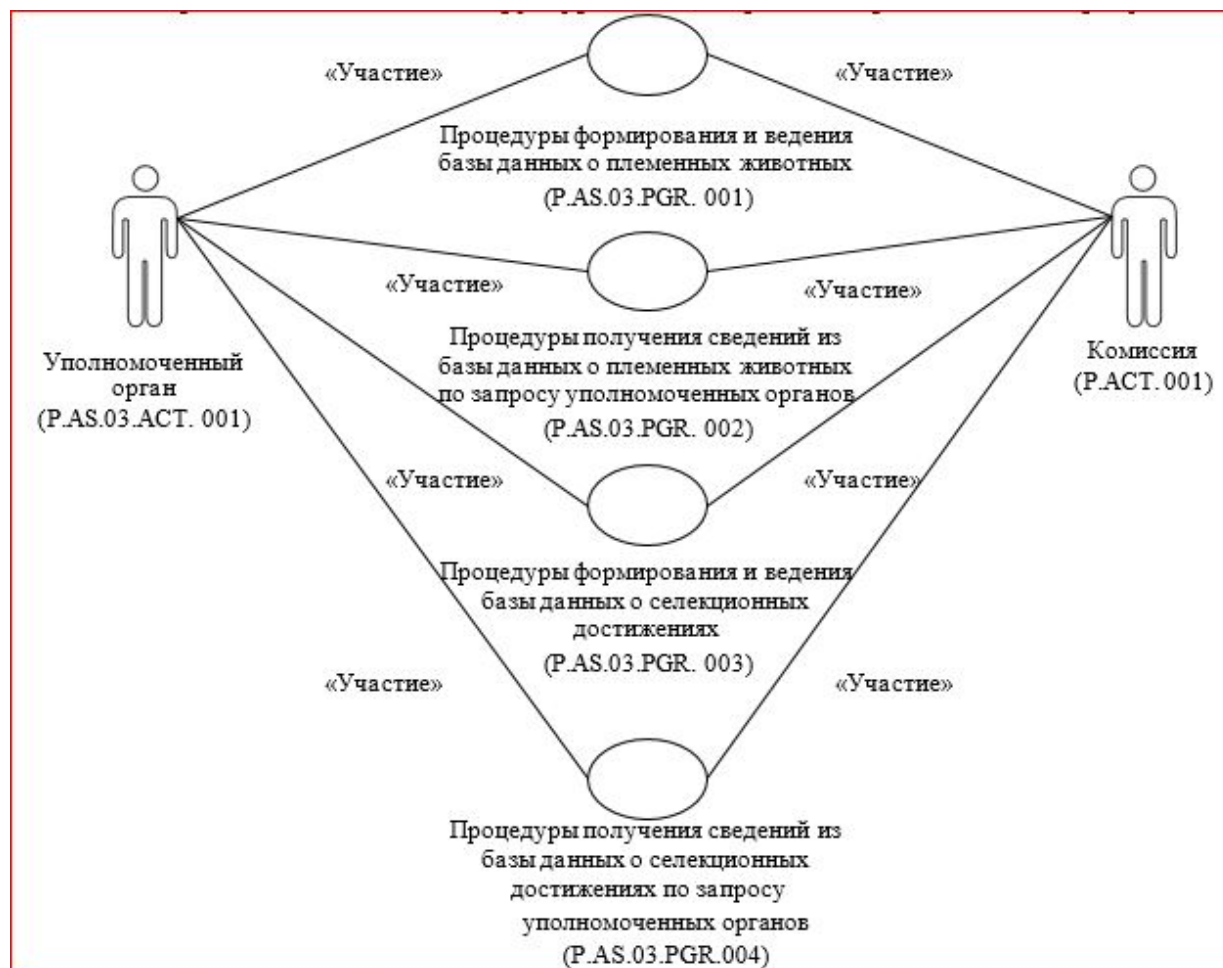 «Участие»
«Участие»
Процедуры формирования и ведения
базы данных о племенных животных
(P.AS.03.PGR. 001)
«Участие»
«Участие»
Процедуры получения сведений из
базы данных о племенных животных
по запросу уполномоченных органов
(P.AS.03.PGR. 002)
Уполномоченный
орган
(P.AS.03.ACT. 001)
Комиссия
(P.ACT. 001)
«Участие»
«Участие»
Процедуры формирования и ведения
базы данных о селекционных
достижениях
(P.AS.03.PGR. 003)
«Участие»
«Участие»
Процедуры получения сведений из
базы данных о селекционных
достижениях по запросу
уполномоченных органов
(P.AS.03.PGR.004)